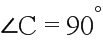 ∠C = 90°